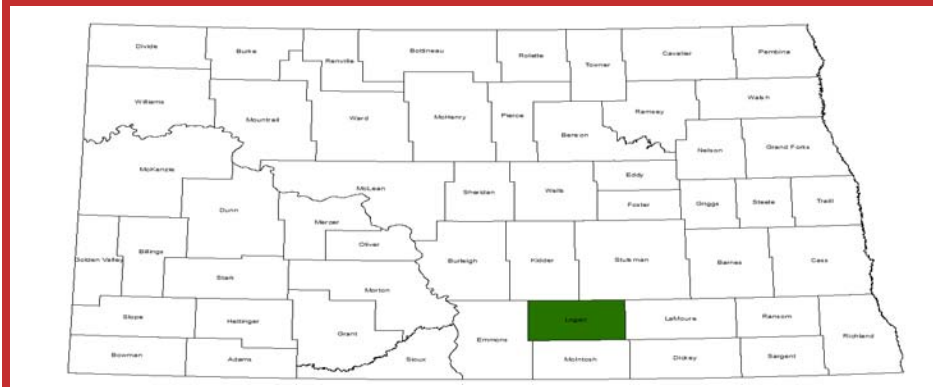 Divide
Burke
Renville
Bottineau
Rolette
Towner
Cavalier
Pembina
Williams
Mountrail
Ward
McHenry
Pierce
Benson
Ramsey
Walsh
McKenzie
Nelson
Grand Forks
McLean
Sheridan
Wells
Eddy
Foster
Griggs
Steele
Traill
Dunn
Mercer
Oliver
Golden Valley
Billings
Stark
Morton
Burleigh
Kidder
Stutsman
Barnes
Cass
Slope
Hettinger
Grant
Emmons
Logan
LaMoure
Ransom
Richland
Bowman
Adams
Sioux
McIntosh
Dickey
Sargent